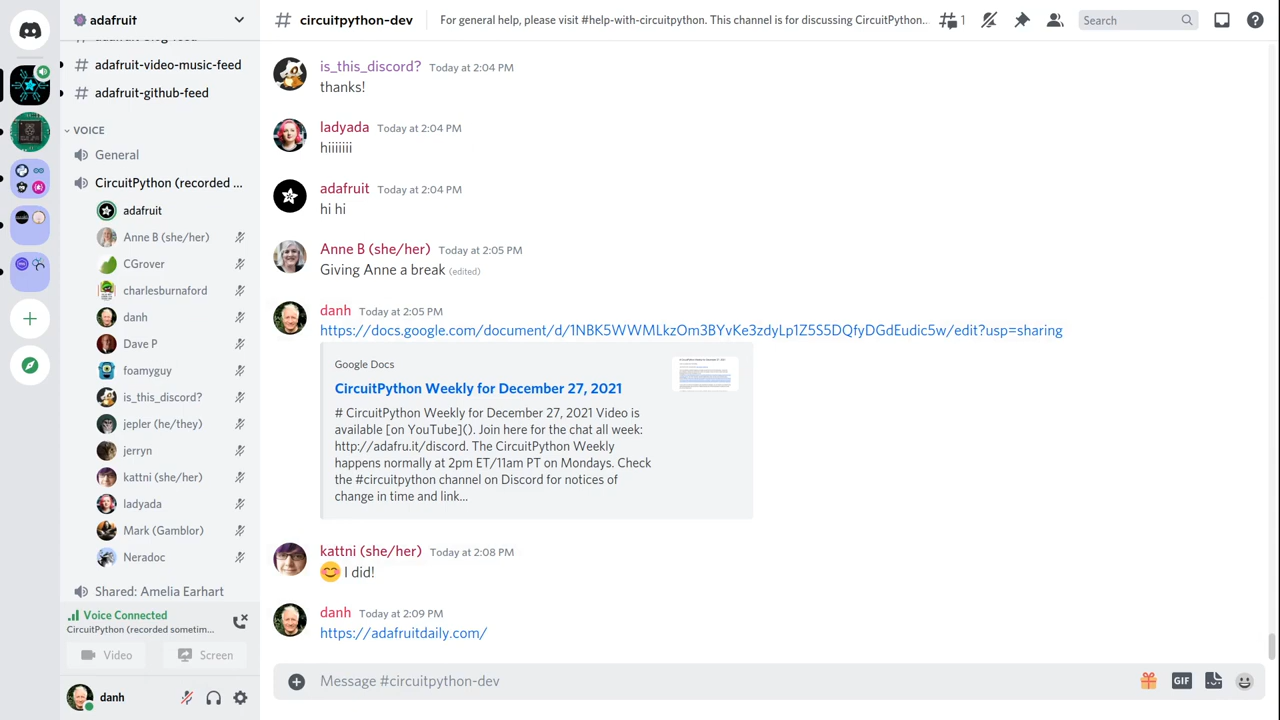 adafruit
# adafruit-video-music-feed
# adafruit-github-feed
VOICE
General
CircuitPython (recorded ...
adafruit
Anne B (she/her)
CGrover
charlesburnaford
danh
Dave P
foamyguy
is_this_discord?
jepler (he/they)
jerryn
kattni (she/her)
ladyada
Mark (Gamblor)
Neradoc
Shared: Amelia Earhart
Voice Connected
CircuitPython (recorded sometim...
Video
Screen
danh
# circuitpython-dev
For general help, please visit #help-with-circuitpython. This channel is for discussing CircuitPython...
1
Search
is_this_discord? Today at 2:04 PM
thanks!
ladyada Today at 2:04 PM
hiiiiiii
adafruit Today at 2:04 PM
hi hi
Anne B (she/her) Today at 2:05 PM
Giving Anne a break (edited)
danh Today at 2:05 PM
https://docs.google.com/document/d/1NBK5WWMLkzOm3BYvKe3zdyLp1Z5S5DQfyDGdEudic5w/edit?usp=sharing
Google Docs
CircuitPython Weekly for December 27, 2021
# CircuitPython Weekly for December 27, 2021 Video is
available [on YouTube](). Join here for the chat all week:
http://adafru.it/discord. The CircuitPython Weekly
happens normally at 2pm ET/11am PT on Mondays. Check
the #circuitpython channel on Discord for notices of
change in time and link...
kattni (she/her) Today at 2:08 PM
😊 I did!
danh Today at 2:09 PM
https://adafruitdaily.com/
Message #circuitpython-dev
GIF